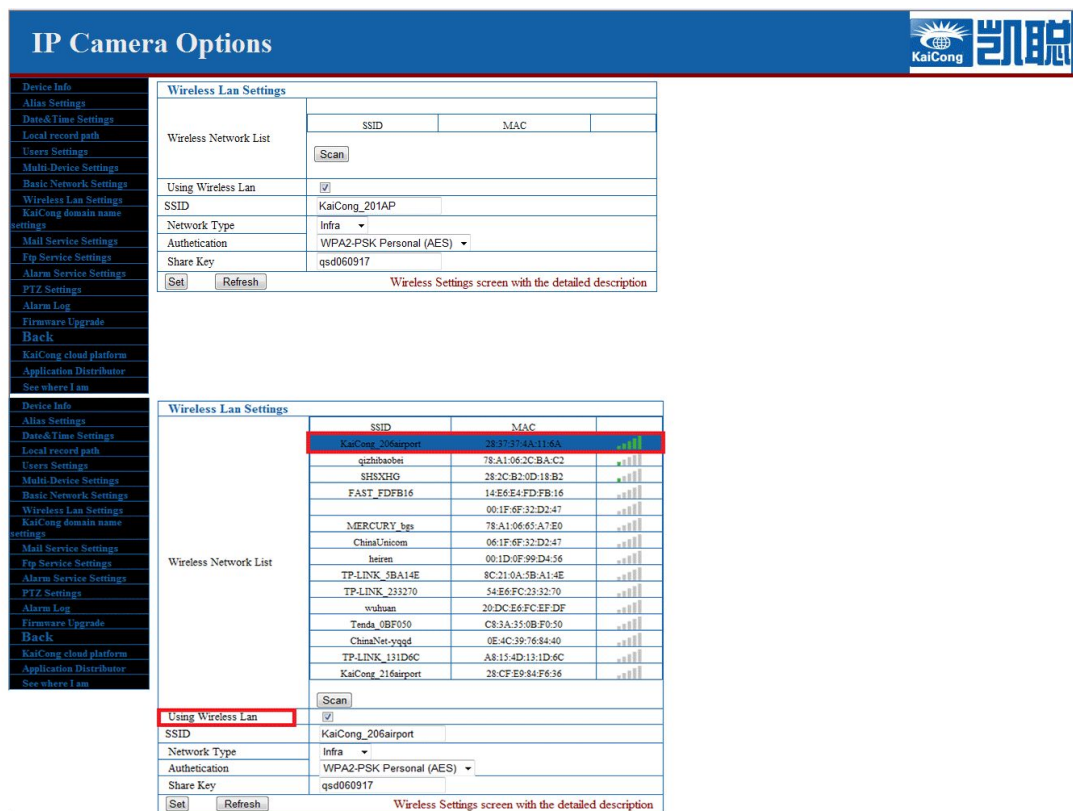 IP Camera Options
KaiCong 凯聪
Device Info
Alias Settings
Date&Time Settings
Local record path
Users Settings
Multi-Device Settings
Basic Network Settings
Wireless Lan Settings
KaiCong domain name
settings
Mail Service Settings
Ftp Service Settings
Alarm Service Settings
PTZ Settings
Alarm Log
Firmware Upgrade
Back
KaiCong cloud platform
Application Distributor
See where I am
Wireless Lan Settings
SSID MAC
Wireless Network List
Scan
Using Wireless Lan
SSID KaiCong_201AP
Network Type Infra
Authetication WPA2-PSK Personal (AES)
Share Key qsd060917
Set Refresh Wireless Settings screen with the detailed description
Device Info
Alias Settings
Date&Time Settings
Local record path
Users Settings
Multi-Device Settings
Basic Network Settings
Wireless Lan Settings
KaiCong domain name
settings
Mail Service Settings
Ftp Service Settings
Alarm Service Settings
PTZ Settings
Alarm Log
Firmware Upgrade
Back
KaiCong cloud platform
Application Distributor
See where I am
Wireless Lan Settings
SSID MAC
KaiCong_206airport 28:37:37:4A:11:6A
qizhibaobei 78:A1:06:2C:BA:C2
SHSXHG 28:2C:B2:0D:18:B2
FAST_FDFB16 14:E6:E4:FD:FB:16
00:1F:6F:32:D2:47
MERCURY_bgs 78:A1:06:65:A7:E0
ChinaUnicom 06:1F:6F:32:D2:47
Wireless Network List heiren 00:1D:0F:99:D4:56
TP-LINK_5BA14E 8C:21:0A:5B:A1:4E
TP-LINK_233270 54:E6:FC:23:32:70
wuhuan 20:DC:E6:FC:EF:DF
Tenda_0BF050 C8:3A:35:0B:F0:50
ChinaNet-yqqd 0E:4C:39:76:84:40
TP-LINK_131D6C A8:15:4D:13:1D:6C
KaiCong_216airport 28:CF:E9:84:F6:36
Scan
Using Wireless Lan
SSID KaiCong_206airport
Network Type Infra
Authetication WPA2-PSK Personal (AES)
Share Key qsd060917
Set Refresh Wireless Settings screen with the detailed description